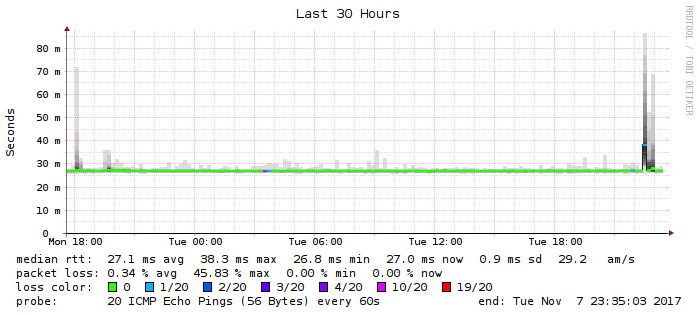 Last 30 Hours
RRDTOOL / TOBI OETIKER
Seconds
80 m
70 m
60 m
50 m
40 m
30 m
20 m
10 m
0
Mon 18:00 Tue 00:00 Tue 06:00 Tue 12:00 Tue 18:00
median rtt: 27.1 ms avg 38.3 ms max 26.8 ms min 27.0 ms now 0.9 ms sd 29.2 am/s
packet loss: 0.34 % avg 45.83 % max 0.00 % min 0.00 % now
loss color: 0 1/20 2/20 3/20 4/20 10/20 19/20
probe: 20 ICMP Echo Pings (56 Bytes) every 60s end: Tue Nov 7 23:35:03 2017